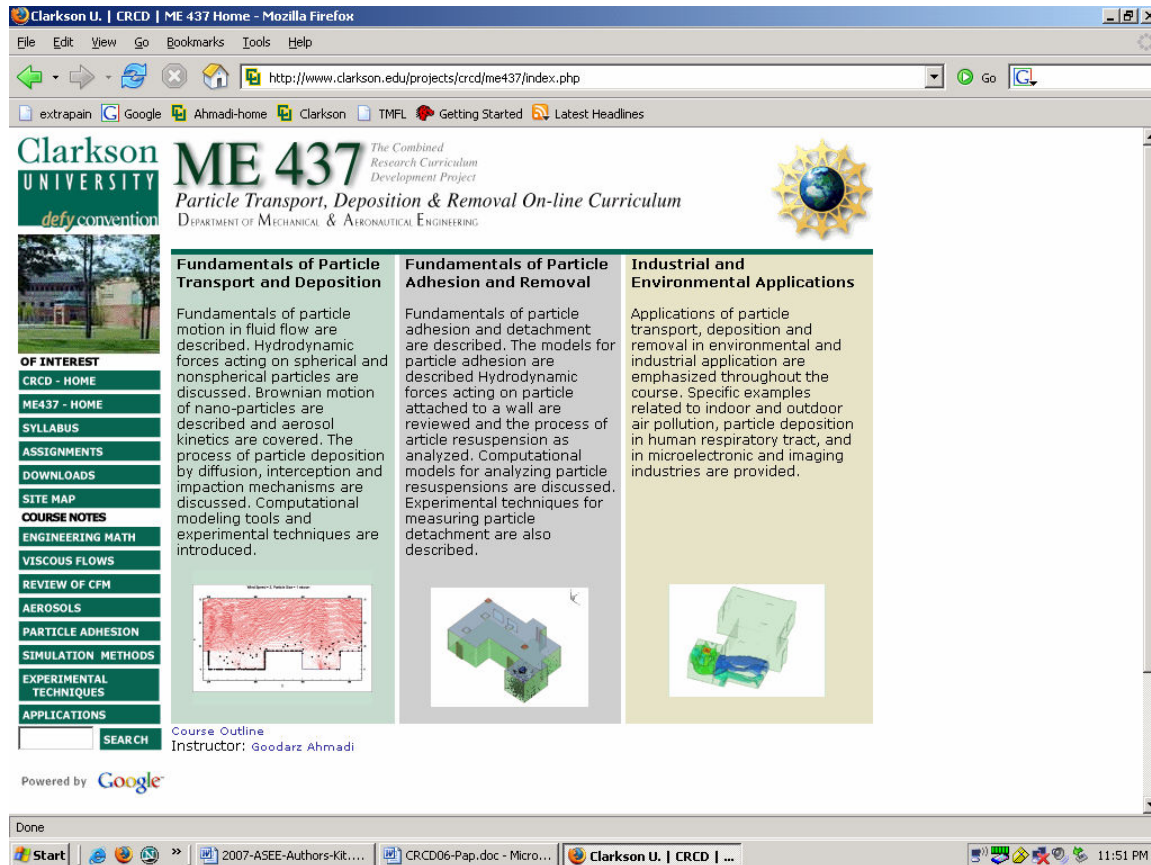 Clarkson U. | CRCD | ME 437 Home - Mozilla Firefox
File Edit View Go Bookmarks Tools Help
http://www.clarkson.edu/projects/crcd/me437/index.php
Go
G
extrapain Google Ahmadi-home Clarkson TMFL Getting Started Latest Headlines
Clarkson
UNIVERSITY
defy convention
ME 437
The Combined
Research Curriculum
Development Project
Particle Transport, Deposition & Removal On-line Curriculum
DEPARTMENT OF MECHANICAL & AERONAUTICAL ENGINEERING
OF INTEREST
CRCD - HOME
ME437 - HOME
SYLLABUS
ASSIGNMENTS
DOWNLOADS
SITE MAP
COURSE NOTES
ENGINEERING MATH
VISCOUS FLOWS
REVIEW OF CFM
AEROSOLS
PARTICLE ADHESION
SIMULATION METHODS
EXPERIMENTAL
TECHNIQUES
APPLICATIONS
SEARCH
Powered by Google
Fundamentals of Particle
Transport and Deposition
Fundamentals of particle
motion in fluid flow are
described. Hydrodynamic
forces acting on spherical and
nonspherical particles are
discussed. Brownian motion
of nano-particles are
described and aerosol
kinetics are covered. The
process of particle deposition
by diffusion, interception and
impaction mechanisms are
discussed. Computational
modeling tools and
experimental techniques are
introduced.
Fundamentals of Particle
Adhesion and Removal
Fundamentals of particle
adhesion and detachment
are described. The models for
particle adhesion are
described Hydrodynamic
forces acting on particle
attached to a wall are
reviewed and the process of
article resuspension as
analyzed. Computational
models for analyzing particle
resuspensions are discussed.
Experimental techniques for
measuring particle
detachment are also
described.
Industrial and
Environmental Applications
Applications of particle
transport, deposition and
removal in environmental and
industrial application are
emphasized throughout the
course. Specific examples
related to indoor and outdoor
air pollution, particle deposition
in human respiratory tract, and
in microelectronic and imaging
industries are provided.
Course Outline
Instructor: Goodarz Ahmadi
Done
Start » 2007-ASEE-Authors-Kit.... CRCD06-Pap.doc - Micro... Clarkson U. | CRCD | ... 11:51 PM